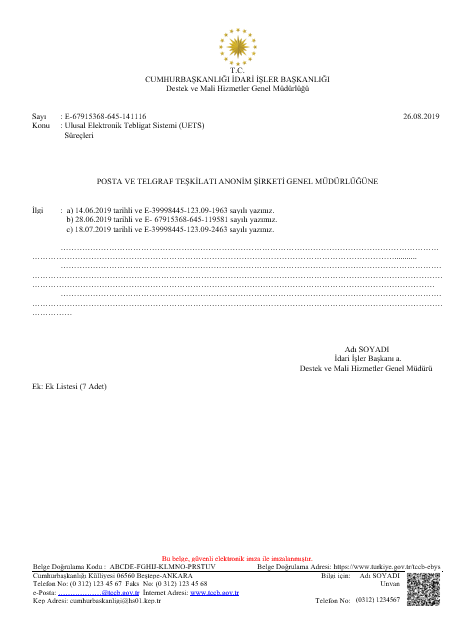 T.C.
CUMHURBAŞKANLIĞI İDARİ İŞLER BAŞKANLIĞI
Destek ve Mali Hizmetler Genel Müdürlüğü
Sayı : E-67915368-645-141116 26.08.2019
Konu : Ulusal Elektronik Tebligat Sistemi (UETS)
Süreçleri
POSTA VE TELGRAF TEŞKİLATI ANONİM ŞİRKETİ GENEL MÜDÜRLÜĞÜNE
İlgi : a) 14.06.2019 tarihli ve E-39998445-123.09-1963 sayılı yazımız.
b) 28.06.2019 tarihli ve E- 67915368-645-119581 sayılı yazımız.
c) 18.07.2019 tarihli ve E-39998445-123.09-2463 sayılı yazımız.
Adı SOYADI
İdari İşler Başkanı a.
Destek ve Mali Hizmetler Genel Müdürü
Ek: Ek Listesi (7 Adet)
Bu belge, güvenli elektronik imza ile imzalanmıştır.
Belge Doğrulama Kodu : ABCDE-FGHIJ-KLMNO-PRSTUV Belge Doğrulama Adresi: https://www.turkiye.gov.tr/tccb-ebys
Cumhurbaşkanlığı Külliyesi 06560 Beştepe-ANKARA Bilgi için: Adı SOYADI
Telefon No: (0 312) 123 45 67 Faks No: (0 312) 123 45 68 Unvan
e-Posta: ....................@tccb.gov.tr İnternet Adresi: www.tccb.gov.tr
Kep Adresi: cumhurbaskanligi@hs01.kep.tr Telefon No: (0312) 1234567